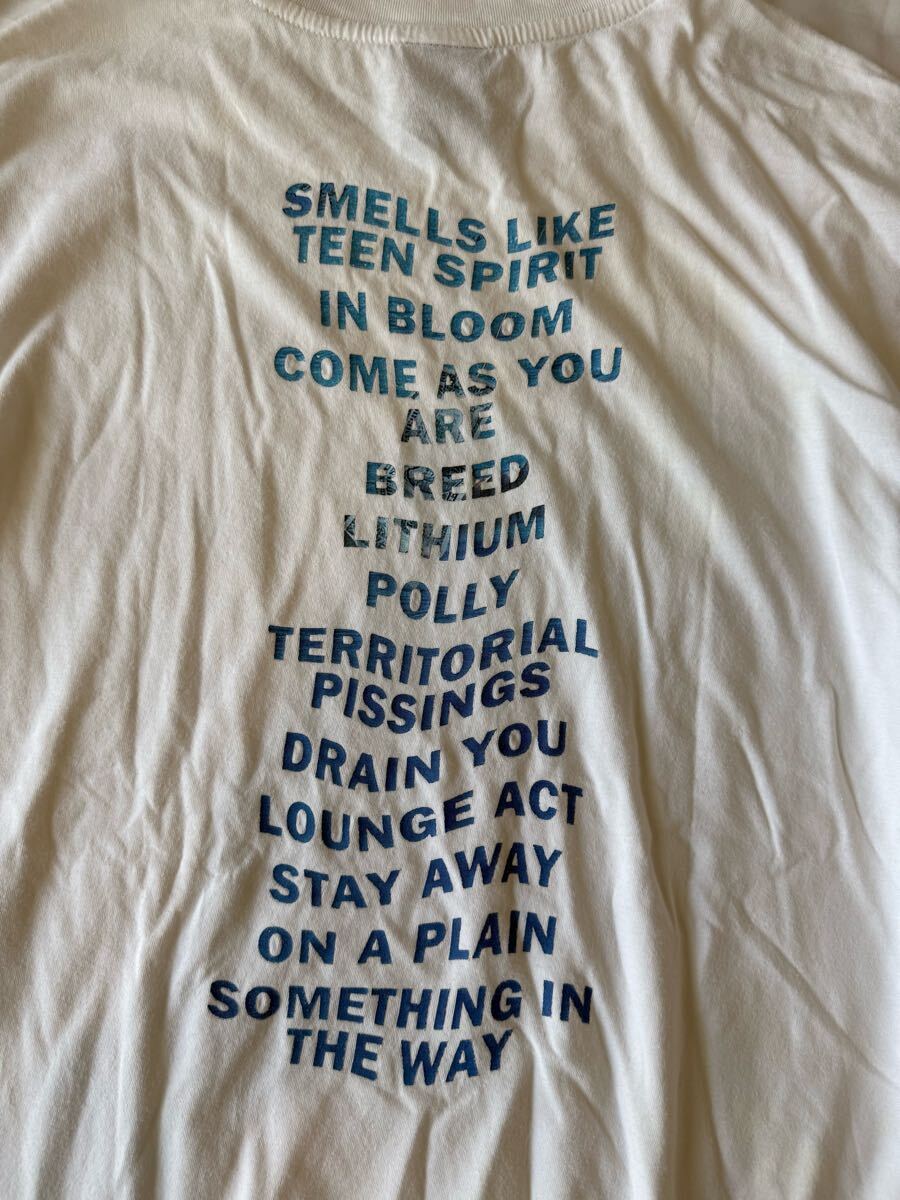 SMELLS LIKE
TEEN SPIRIT
IN BLOOM
COME AS YOU
ARE
BREED
LITHIUM
POLLY
TERRITORIAL
PISSINGS
DRAIN YOU
LOUNGE ACT
STAY AWAY
ON A PLAIN
SOMETHING IN
THE WAY